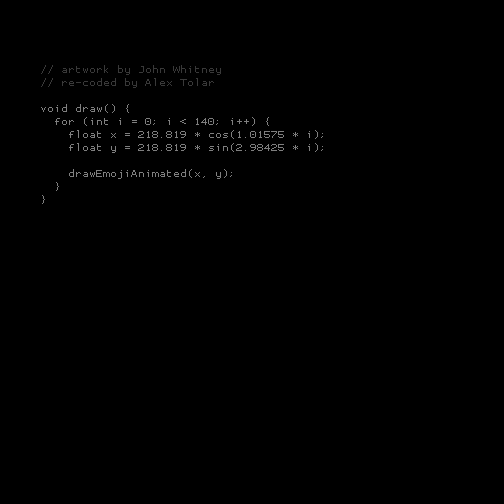 // artwork by John Whitney
// re-coded by Alex Tolar
void draw() {
  for (int i = 0; i < 140; i++) {
    float x = 218.819 * cos(1.01575 * i);
    float y = 218.819 * sin(2.98425 * i);
    drawEmojiAnimated(x, y);
  }
}